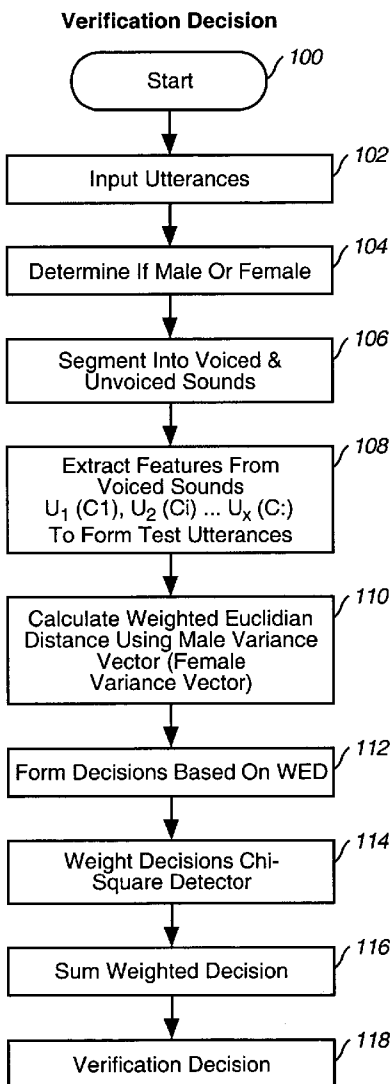 Verification Decision
100
Start
102
Input Utterances
104
Determine If Male Or Female
106
Segment Into Voiced &
Unvoiced Sounds
108
Extract Features From
Voiced Sounds
U₁ (C1), U₂ (Ci) ... Uₓ (C:)
To Form Test Utterances
110
Calculate Weighted Euclidian
Distance Using Male Variance
Vector (Female
Variance Vector)
112
Form Decisions Based On WED
114
Weight Decisions Chi-
Square Detector
116
Sum Weighted Decision
118
Verification Decision